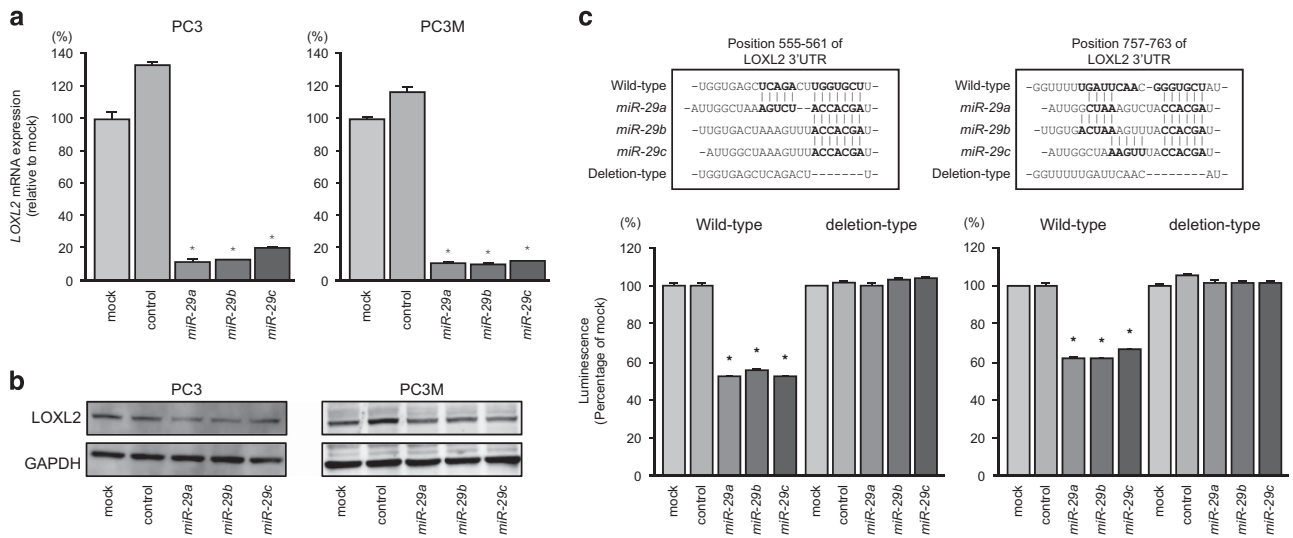 a
PC3
PC3M
(%)
(%)
LOXL2 mRNA expression
(relative to mock)
140
120
100
80
60
40
20
0
140
120
100
80
60
40
20
0
* * *
* * *
mock control miR-29a miR-29b miR-29c
mock control miR-29a miR-29b miR-29c
b
PC3
PC3M
LOXL2
GAPDH
mock control miR-29a miR-29b miR-29c
mock control miR-29a miR-29b miR-29c
c
Position 555-561 of
LOXL2 3'UTR
Wild-type –UGGUGAGCUCAGACUUGGUGCUU–
miR-29a –AUUGGCUAAAGUCU--ACCACGAU–
miR-29b –UUGUGACUAAAGUUUACCACGAU–
miR-29c –AUUGGCUAAAGUUUACCACGAU–
Deletion-type –UGGUGAGCUCAGACU-------U–
Position 757-763 of
LOXL2 3'UTR
Wild-type –GGUUUUUGAUUCAAC–GGGUGCUAU–
miR-29a –AUUGGCUAAAGUCUACCACGAU–
miR-29b –UUGUGACUAAAGUUUACCACGAU–
miR-29c –AUUGGCUAAAGUUUACCACGAU–
Deletion-type –GGUUUUUGAUUCAAC--------AU–
(%)
Wild-type
deletion-type
(%)
Wild-type
deletion-type
Luminescence
(Percentage of mock)
120
100
80
60
40
20
0
120
100
80
60
40
20
0
* * *
* * *
mock control miR-29a miR-29b miR-29c mock control miR-29a miR-29b miR-29c
mock control miR-29a miR-29b miR-29c mock control miR-29a miR-29b miR-29c